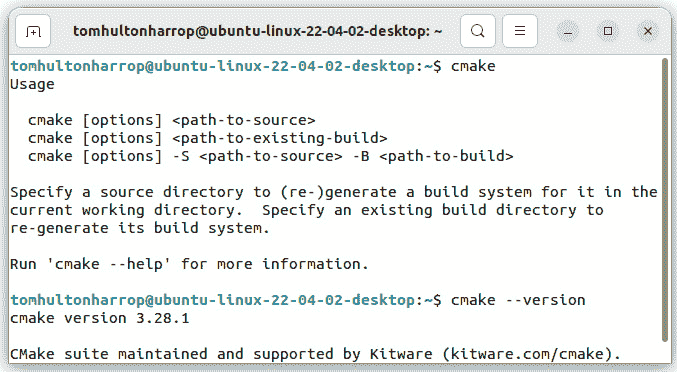 tomhultonharrop@ubuntu-linux-22-04-02-desktop: ~
tomhultonharrop@ubuntu-linux-22-04-02-desktop:~$ cmake
Usage
cmake [options] <path-to-source>
cmake [options] <path-to-existing-build>
cmake [options] -S <path-to-source> -B <path-to-build>
Specify a source directory to (re-)generate a build system for it in the
current working directory.  Specify an existing build directory to
re-generate its build system.
Run 'cmake --help' for more information.
tomhultonharrop@ubuntu-linux-22-04-02-desktop:~$ cmake --version
cmake version 3.28.1
CMake suite maintained and supported by Kitware (kitware.com/cmake).